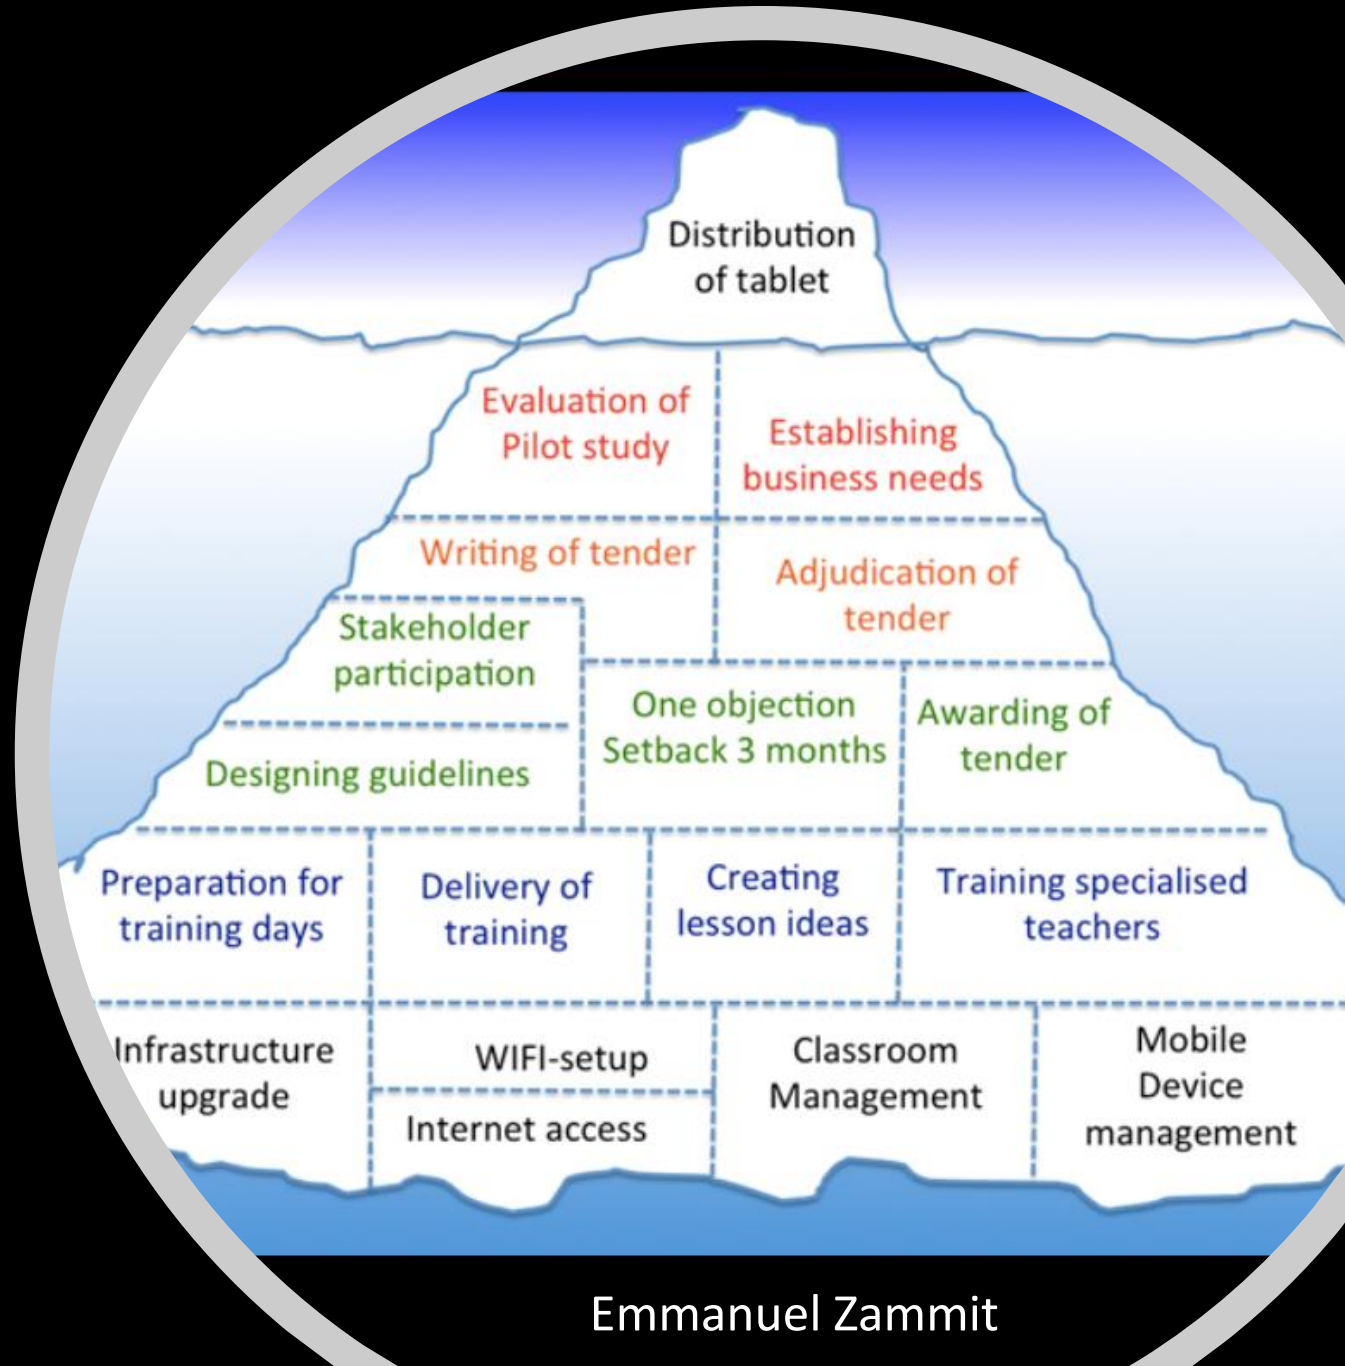 Distribution
of tablet
Evaluation of
Pilot study
Establishing
business needs
Writing of tender
Adjudication of
tender
Stakeholder
participation
Designing guidelines
One objection
Setback 3 months
Awarding of
tender
Preparation for
training days
Delivery of
training
Creating
lesson ideas
Training specialised
teachers
Infrastructure
upgrade
WIFI-setup
Internet access
Classroom
Management
Mobile
Device
management
Emmanuel Zammit